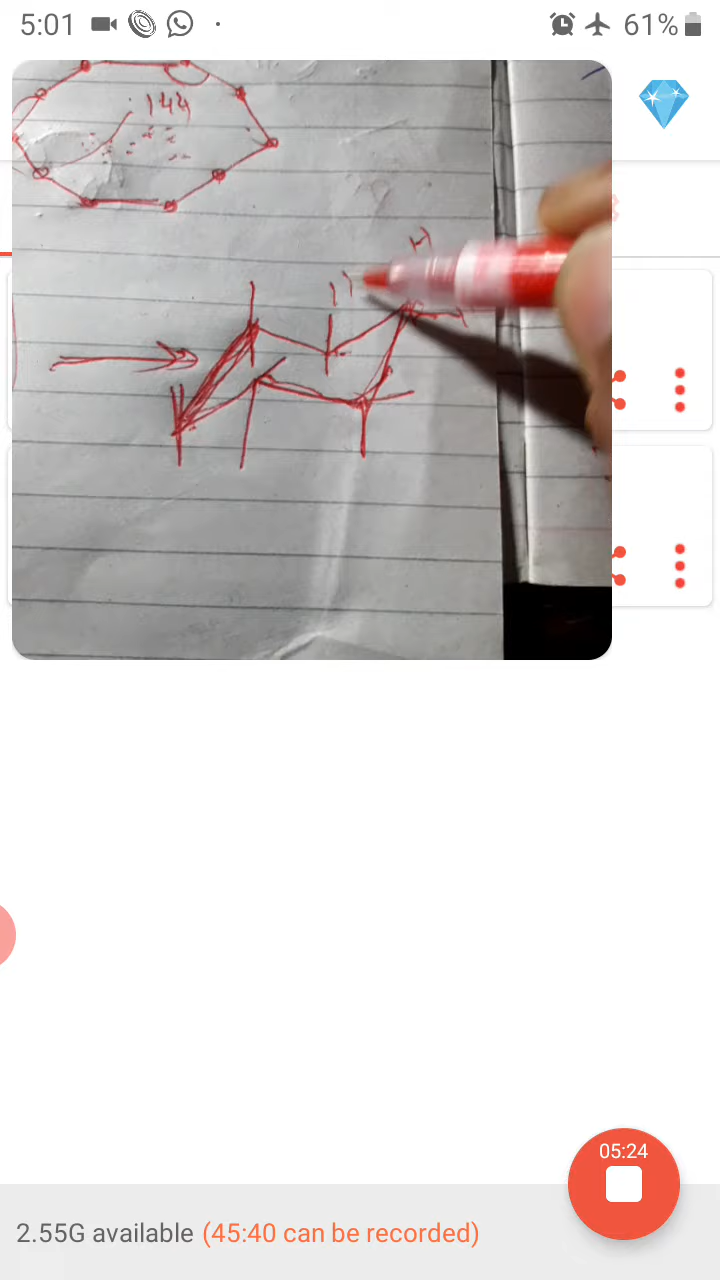 5:01
61%
144
H
H
05:24
2.55G available (45:40 can be recorded)